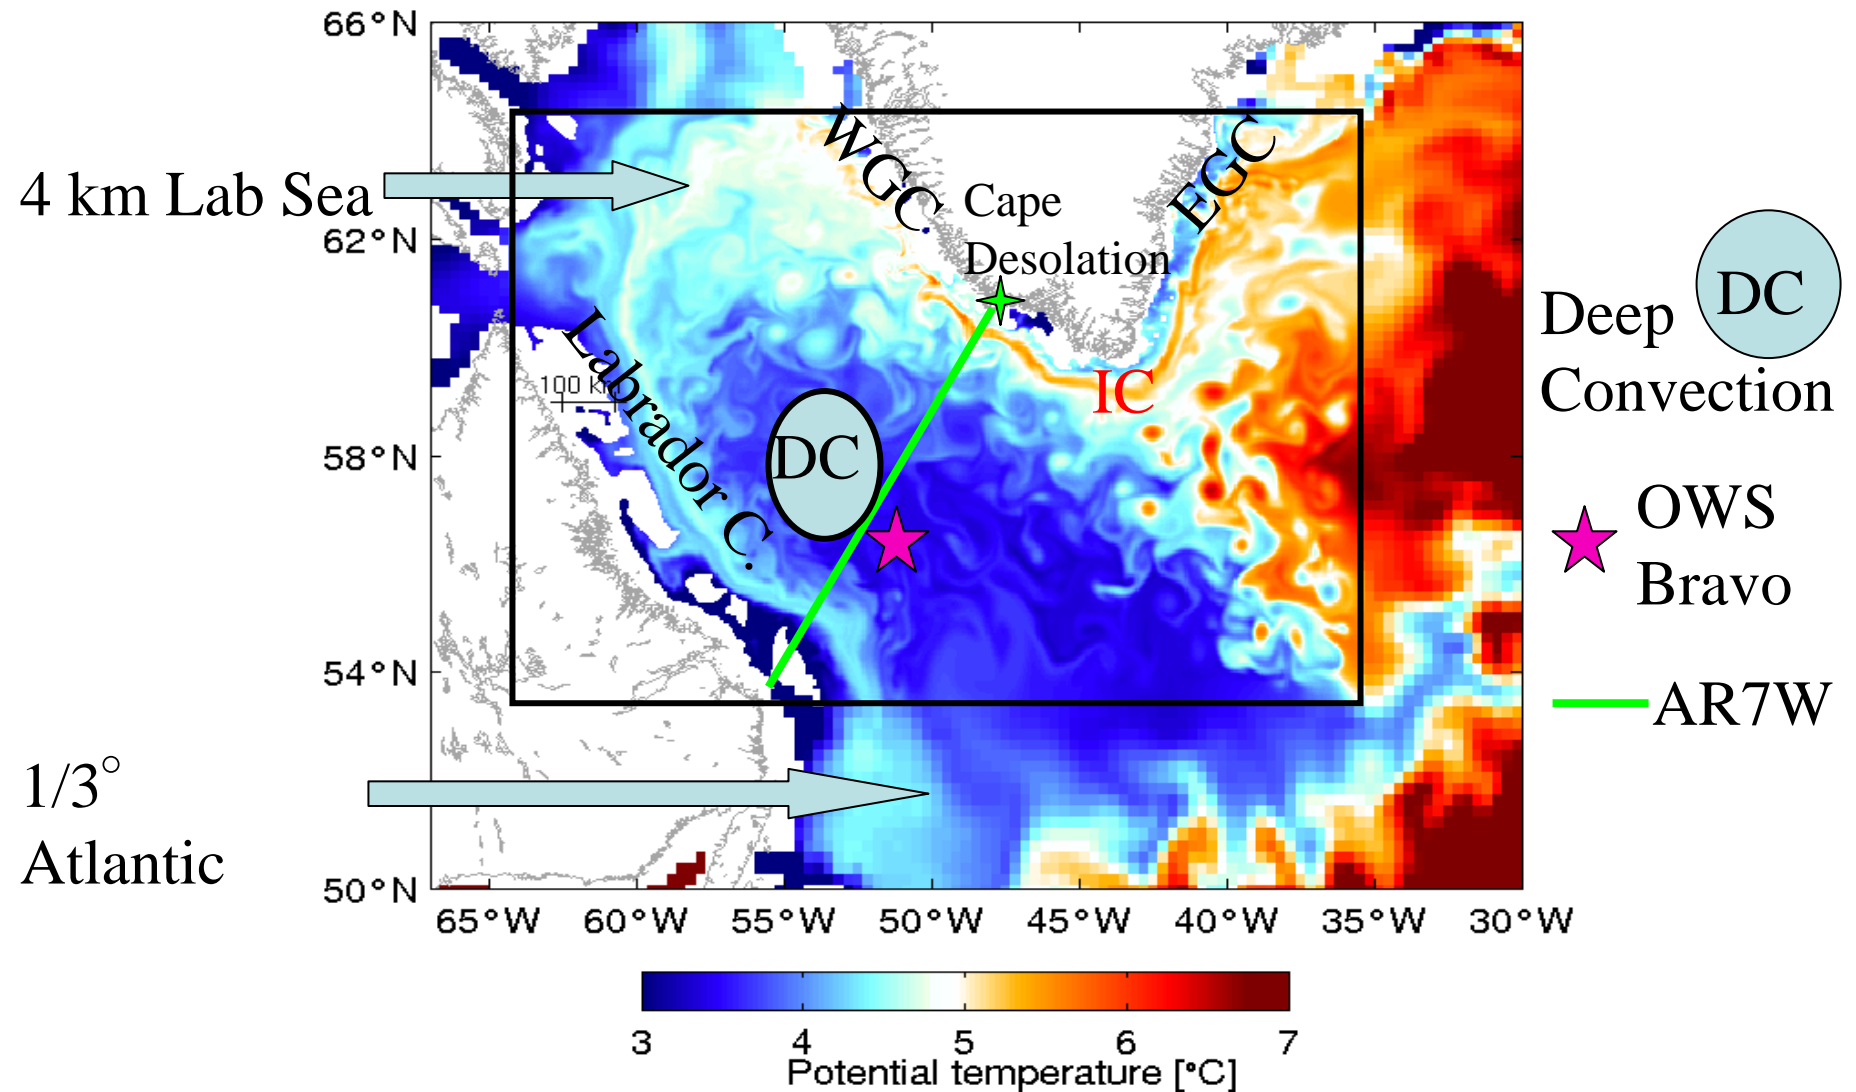 66°N
62°N
58°N
54°N
50°N
65°W 60°W 55°W 50°W 45°W 40°W 35°W 30°W
4 km Lab Sea
1/3°
Atlantic
WGC
EGC
Cape
Desolation
IC
Labrador C.
100 km
DC
Deep
Convection
DC
OWS
Bravo
AR7W
3 4 5 6 7
Potential temperature [°C]